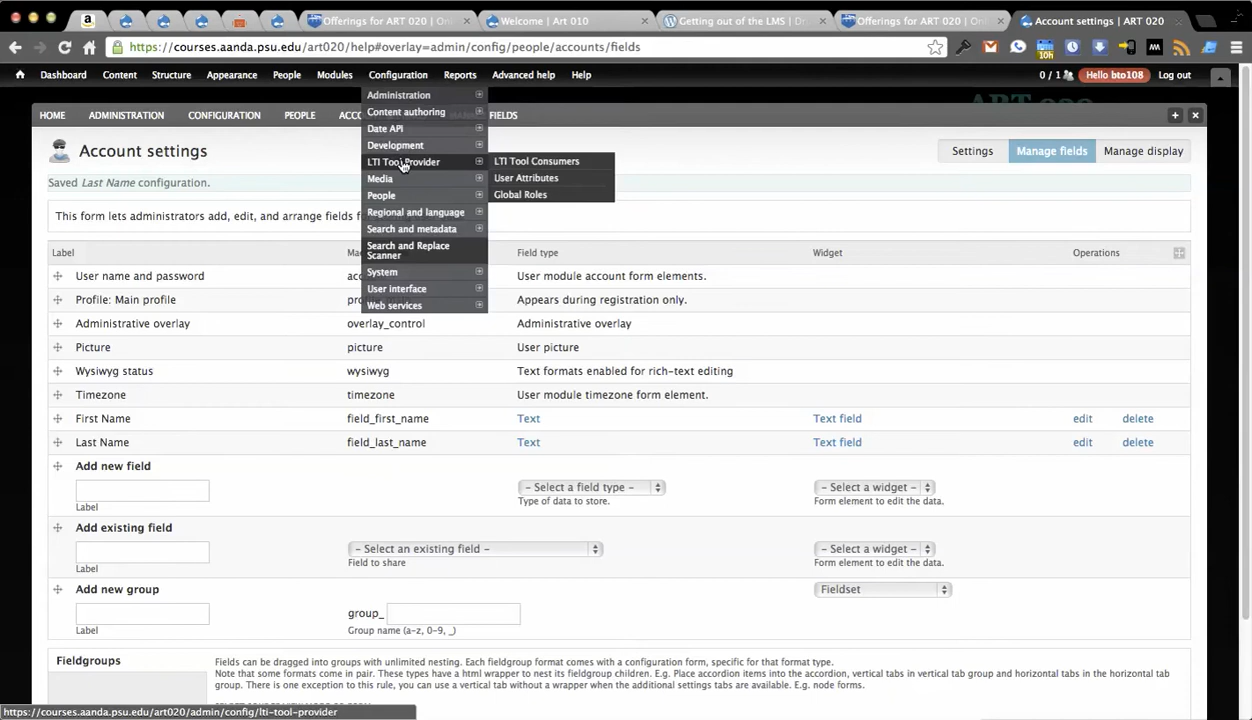 Offerings for ART 020 | Onli
Welcome | Art 010
Getting out of the LMS | Dr
Offerings for ART 020 | Onli
Account settings | ART 020
https://courses.aanda.psu.edu/art020/help#overlay=admin/config/people/accounts/fields
10h
Dashboard Content Structure Appearance People Modules Configuration Reports Advanced help Help 0 / 1 Hello bto108 Log out
HOME ADMINISTRATION CONFIGURATION PEOPLE ACCO FIELDS
Administration
Content authoring
Date API
Development
LTI Tool Provider
Media
People
Regional and language
Search and metadata
Search and Replace
Scanner
System
User interface
Web services
LTI Tool Consumers
User Attributes
Global Roles
Account settings
Settings Manage fields Manage display
Saved Last Name configuration.
This form lets administrators add, edit, and arrange fields f
Label Ma Field type Widget Operations
User name and password acc User module account form elements.
Profile: Main profile profile_main Appears during registration only.
Administrative overlay overlay_control Administrative overlay
Picture picture User picture
Wysiwyg status wysiwyg Text formats enabled for rich-text editing
Timezone timezone User module timezone form element.
First Name field_first_name Text Text field edit delete
Last Name field_last_name Text Text field edit delete
Add new field
– Select a field type – – Select a widget –
Label Type of data to store. Form element to edit the data.
Add existing field
– Select an existing field – – Select a widget –
Label Field to share Form element to edit the data.
Add new group Fieldset
group_
Label Group name (a-z, 0-9, _)
Fieldgroups
Fields can be dragged into groups with unlimited nesting. Each fieldgroup format comes with a configuration form, specific for that format type.
Note that some formats come in pair. These types have a html wrapper to nest its fieldgroup children. E.g. Place accordion items into the accordion, vertical tabs in vertical tab group and horizontal tabs in the horizontal tab
group. There is one exception to this rule, you can use a vertical tab without a wrapper when the additional settings tabs are available. E.g. node forms.
https://courses.aanda.psu.edu/art020/admin/config/lti-tool-provider